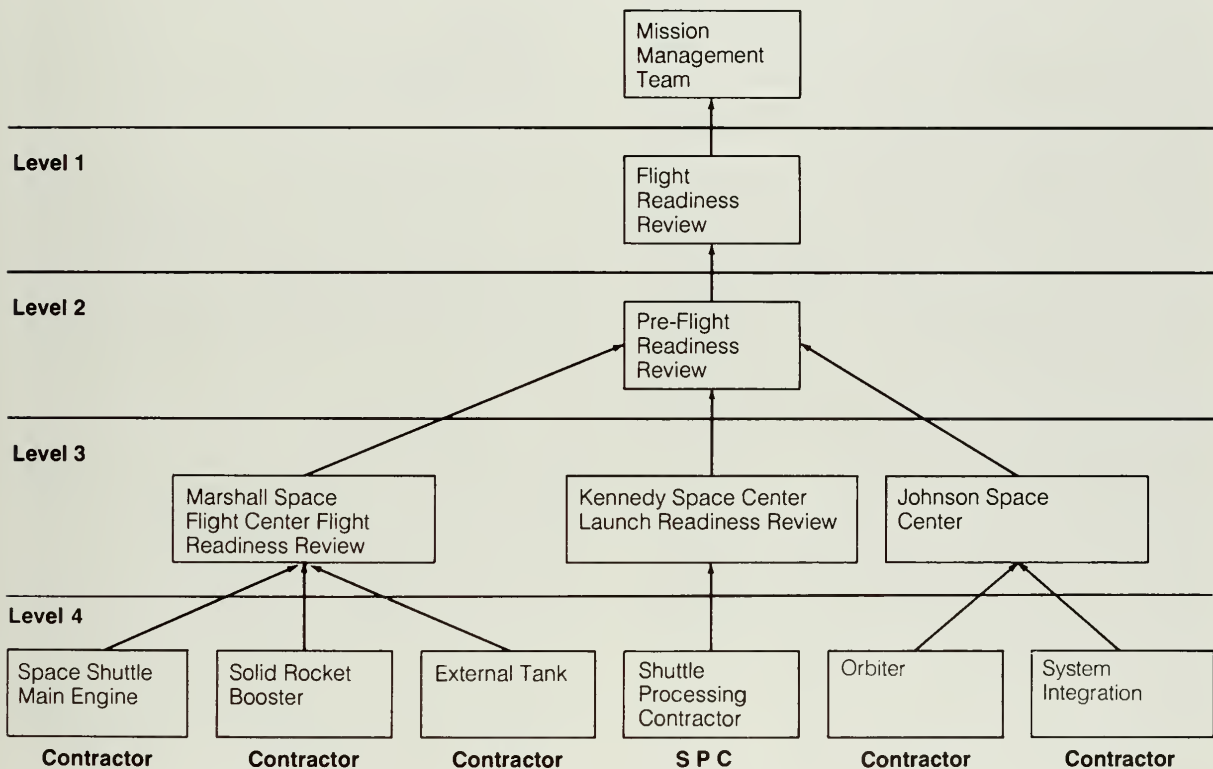 Mission
Management
Team
Level 1
Flight
Readiness
Review
Level 2
Pre-Flight
Readiness
Review
Level 3
Marshall Space
Flight Center Flight
Readiness Review
Kennedy Space Center
Launch Readiness Review
Johnson Space
Center
Level 4
Space Shuttle
Main Engine
Solid Rocket
Booster
External Tank
Shuttle
Processing
Contractor
Orbiter
System
Integration
Contractor
Contractor
Contractor
S P C
Contractor
Contractor